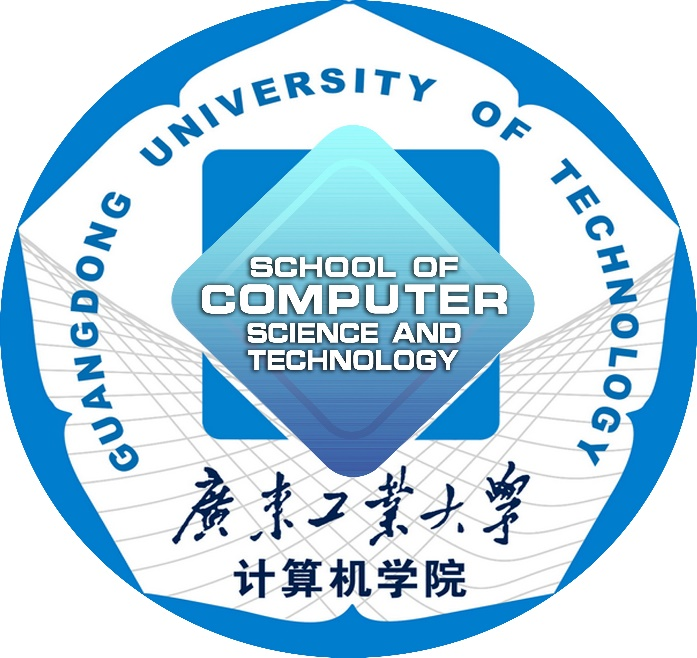 GUANGDONG UNIVERSITY OF TECHNOLOGY
SCHOOL OF
COMPUTER
SCIENCE AND
TECHNOLOGY
廣東工業大學
计算机学院